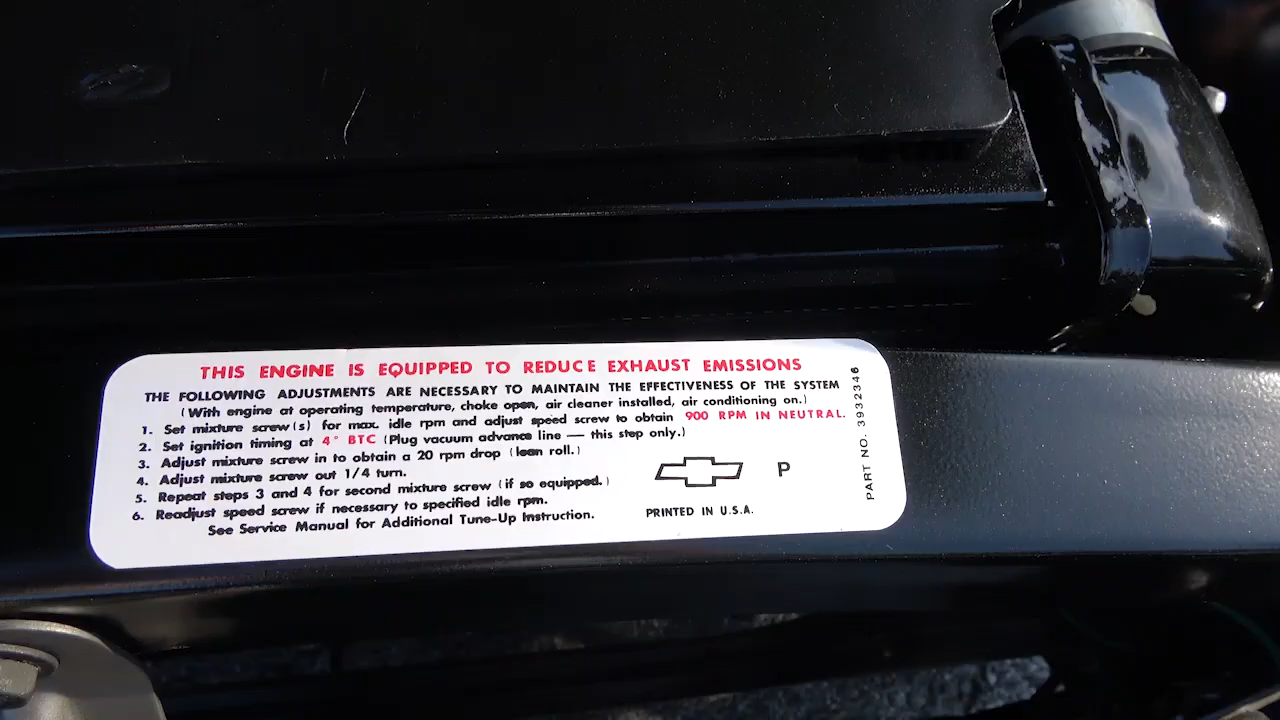 THIS ENGINE IS EQUIPPED TO REDUCE EXHAUST EMISSIONS
THE FOLLOWING ADJUSTMENTS ARE NECESSARY TO MAINTAIN THE EFFECTIVENESS OF THE SYSTEM
(With engine at operating temperature, choke open, air cleaner installed, air conditioning on.)
1. Set mixture screw(s) for max. idle rpm and adjust speed screw to obtain 900 RPM IN NEUTRAL.
2. Set ignition timing at 4° BTC (Plug vacuum advance line — this step only.)
3. Adjust mixture screw in to obtain a 20 rpm drop (lean roll.)
4. Adjust mixture screw out 1/4 turn.
5. Repeat steps 3 and 4 for second mixture screw (if so equipped.)
6. Readjust speed screw if necessary to specified idle rpm.
See Service Manual for Additional Tune-Up Instruction.
P
PRINTED IN U.S.A.
PART NO. 3932346